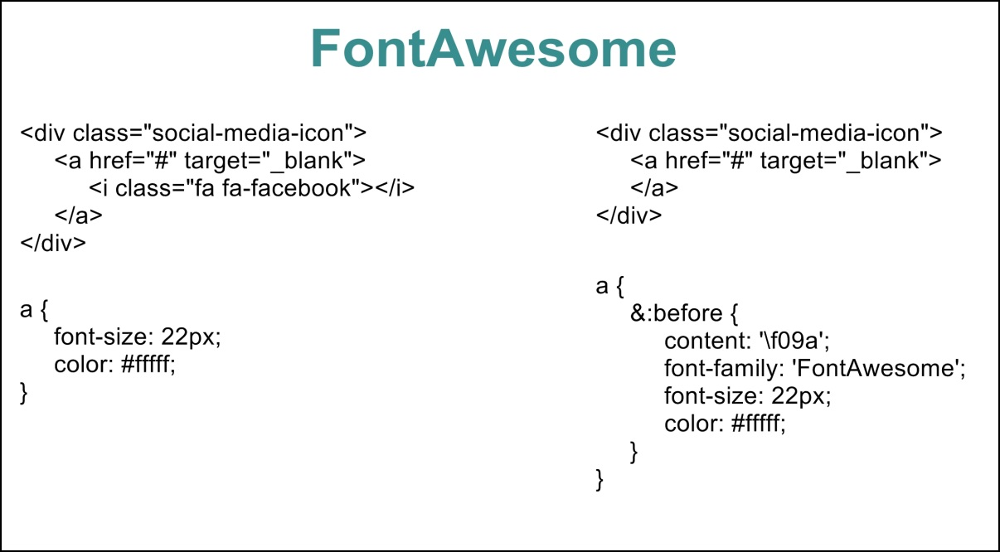 FontAwesome
<div class="social-media-icon">
<a href="#" target="_blank">
<i class="fa fa-facebook"></i>
</a>
</div>
a {
font-size: 22px;
color: #fffff;
}
<div class="social-media-icon">
<a href="#" target="_blank">
</a>
</div>
a {
&:before {
content: '\f09a';
font-family: 'FontAwesome';
font-size: 22px;
color: #fffff;
}
}